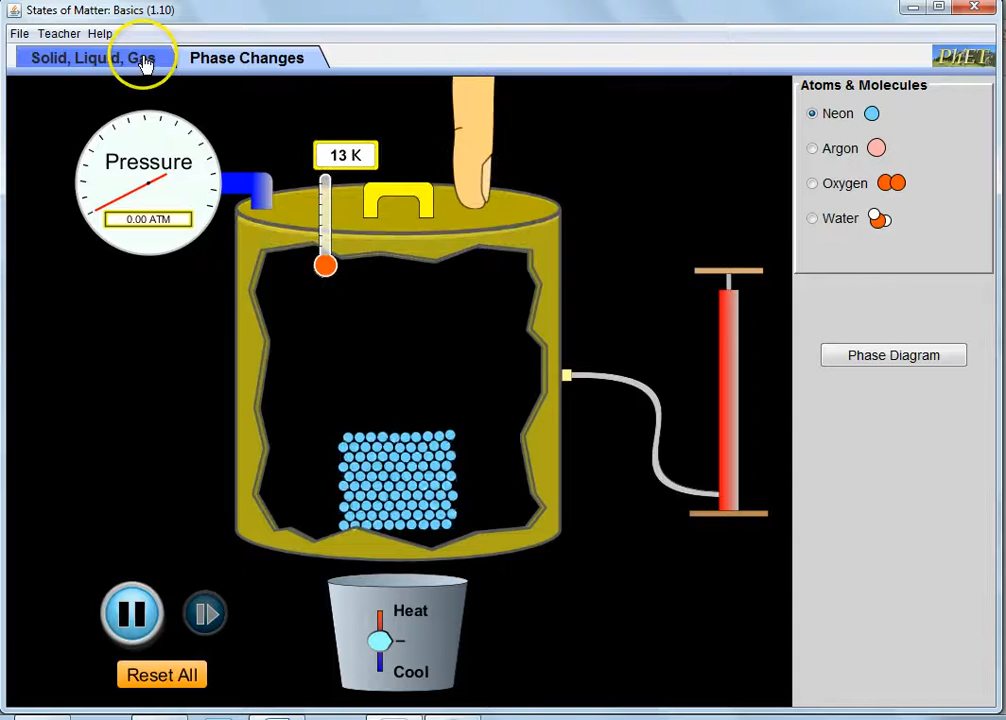 States of Matter: Basics (1.10)
File Teacher Help
Solid, Liquid, Gas Phase Changes
PhET
Atoms & Molecules
Neon
Argon
Oxygen
Water
Phase Diagram
Pressure
0.00 ATM
13 K
Heat
Cool
Reset All